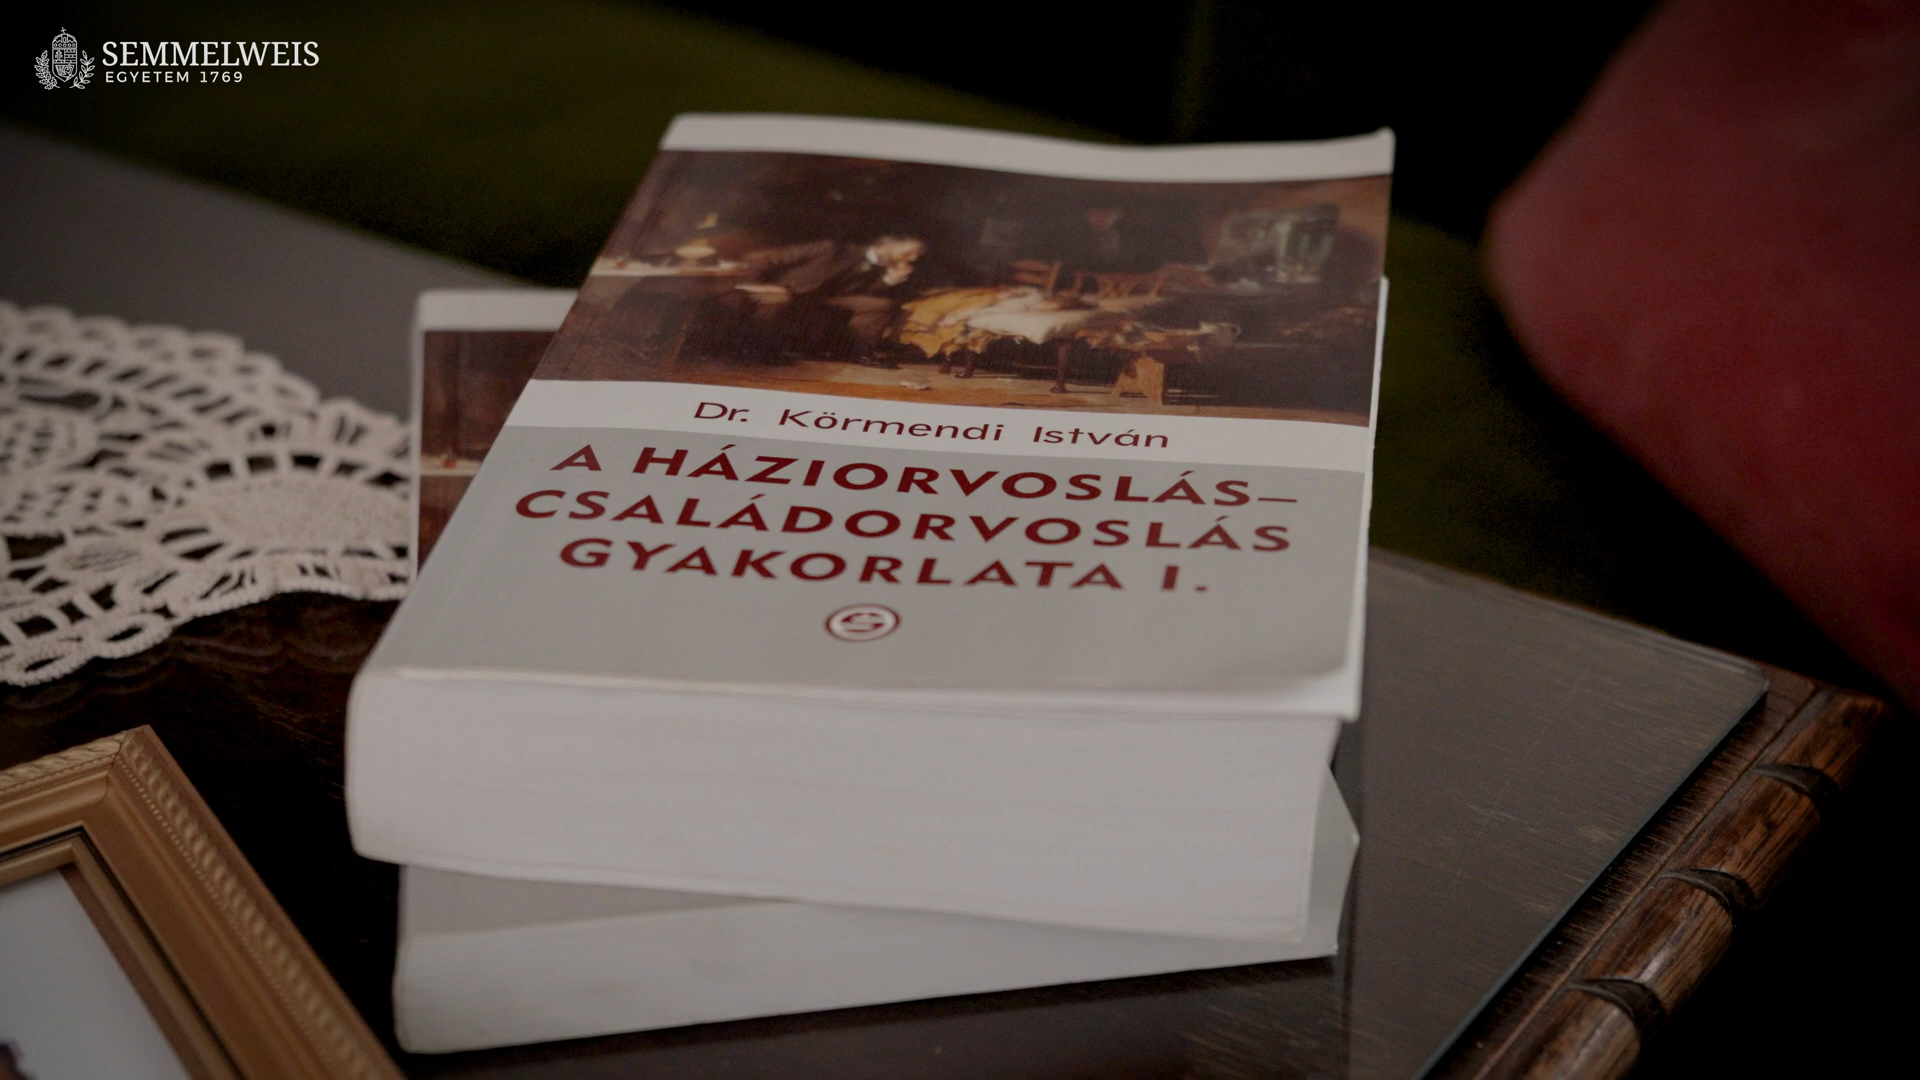 SEMMELWEIS
EGYETEM 1769
Dr. Körmendi István
A HÁZIORVOSLÁS–
CSALÁDORVOSLÁS
GYAKORLATA I.
S